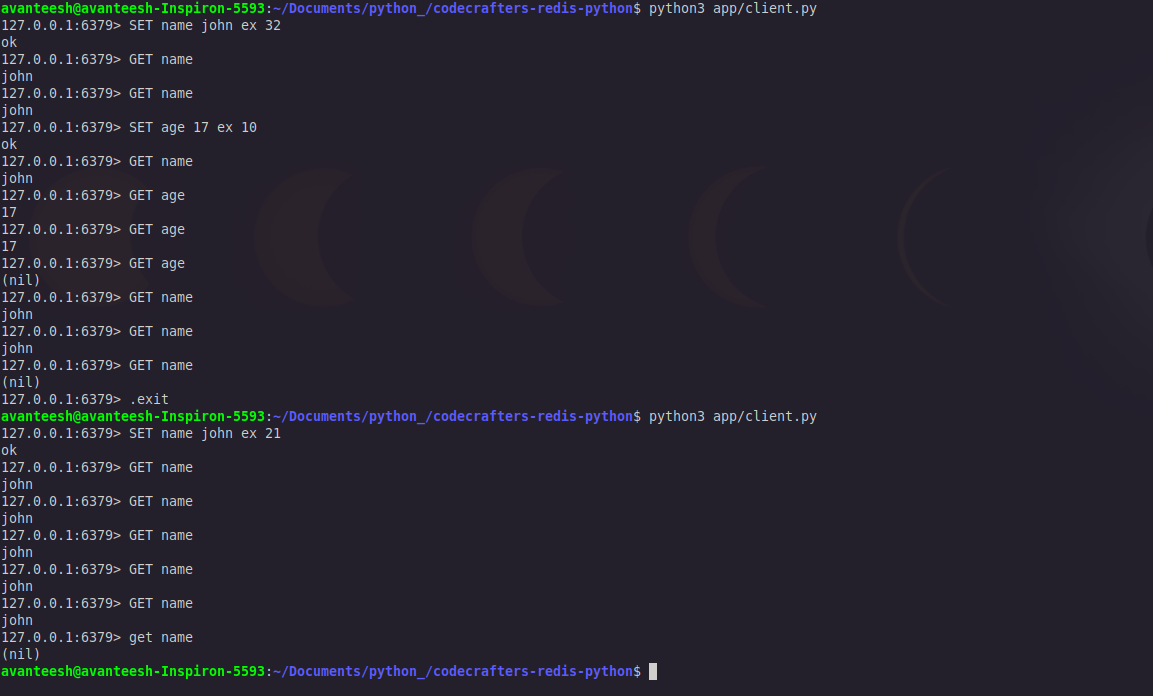 avanteesh@avanteesh-Inspiron-5593:~/Documents/python_/codecrafters-redis-python$ python3 app/client.py
127.0.0.1:6379> SET name john ex 32
ok
127.0.0.1:6379> GET name
john
127.0.0.1:6379> GET name
john
127.0.0.1:6379> SET age 17 ex 10
ok
127.0.0.1:6379> GET name
john
127.0.0.1:6379> GET age
17
127.0.0.1:6379> GET age
17
127.0.0.1:6379> GET age
(nil)
127.0.0.1:6379> GET name
john
127.0.0.1:6379> GET name
john
127.0.0.1:6379> GET name
(nil)
127.0.0.1:6379> .exit
avanteesh@avanteesh-Inspiron-5593:~/Documents/python_/codecrafters-redis-python$ python3 app/client.py
127.0.0.1:6379> SET name john ex 21
ok
127.0.0.1:6379> GET name
john
127.0.0.1:6379> GET name
john
127.0.0.1:6379> GET name
john
127.0.0.1:6379> GET name
john
127.0.0.1:6379> GET name
john
127.0.0.1:6379> get name
(nil)
avanteesh@avanteesh-Inspiron-5593:~/Documents/python_/codecrafters-redis-python$